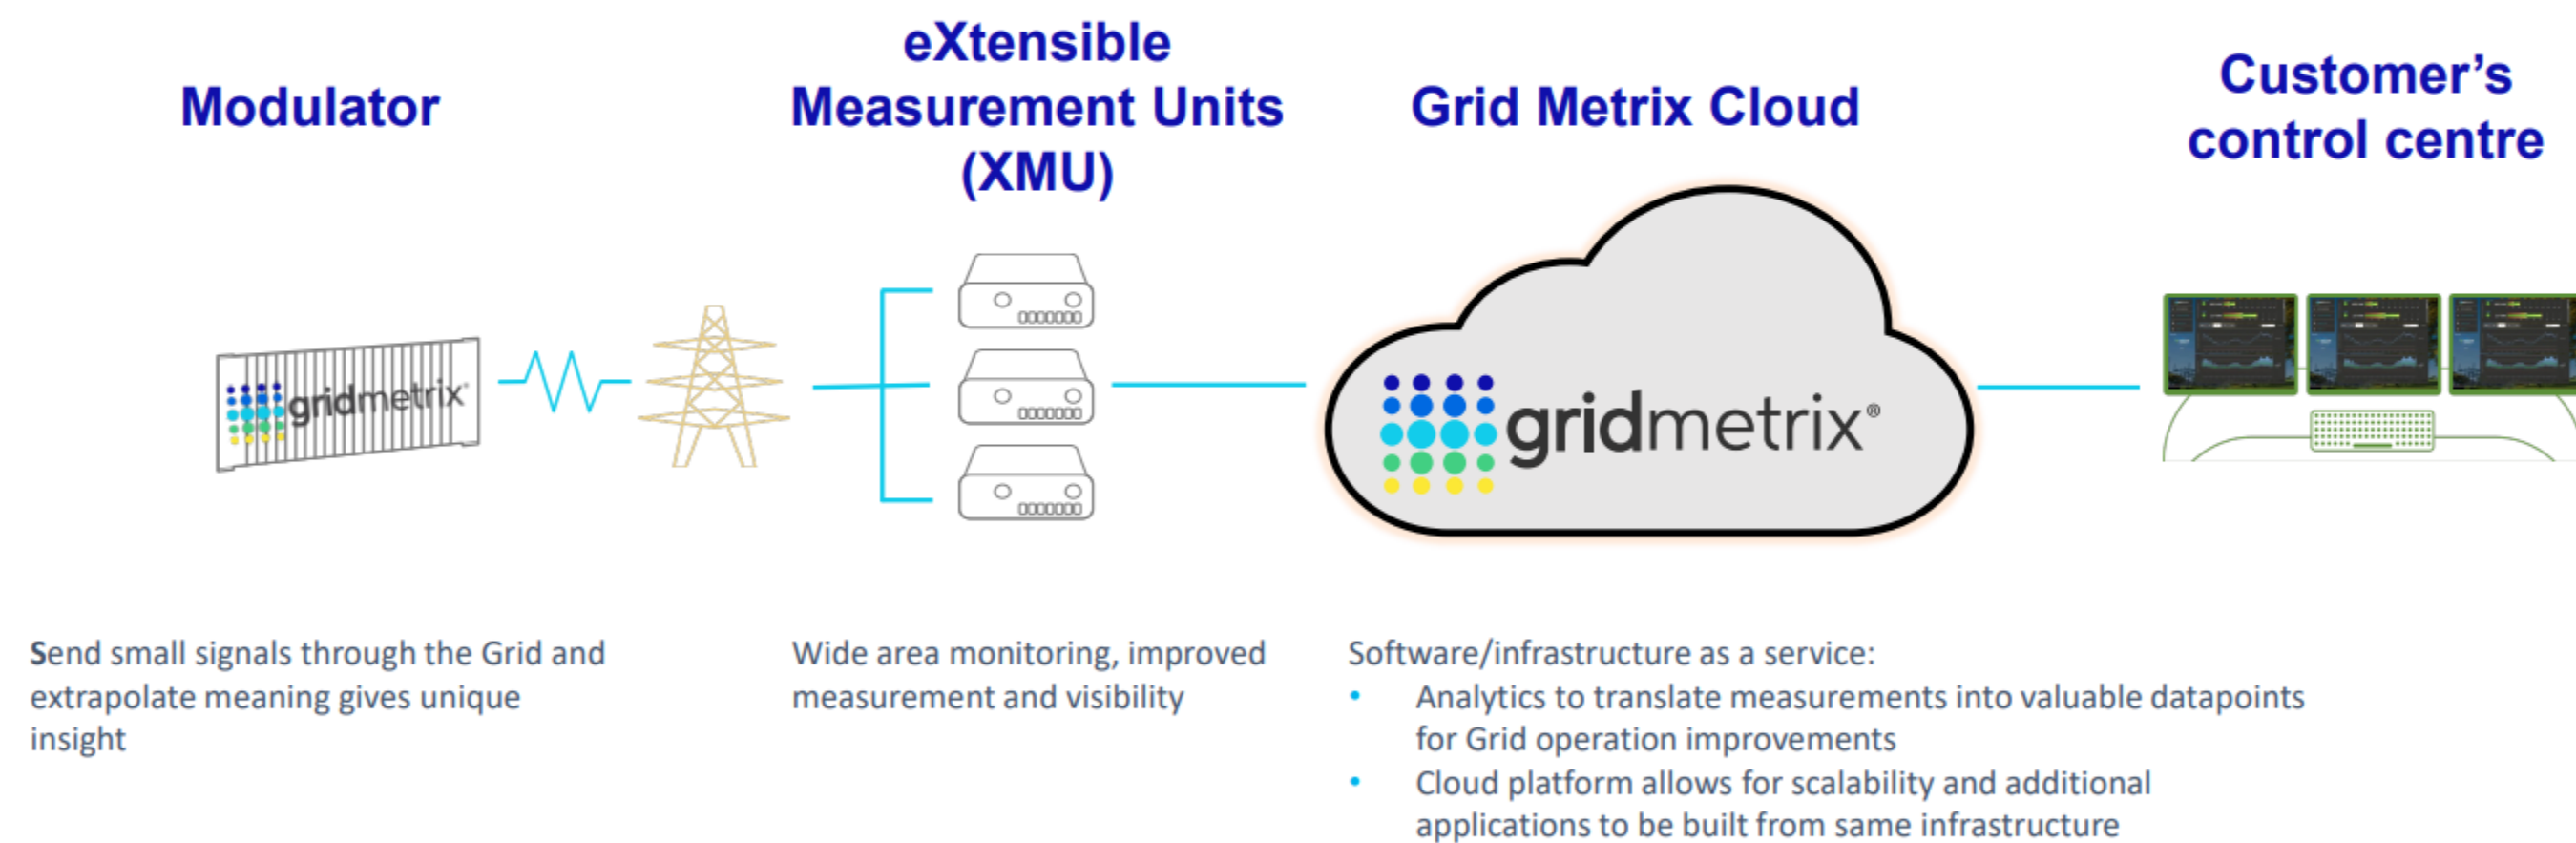 Modulator
eXtensible
Measurement Units
(XMU)
Grid Metrix Cloud
Customer’s
control centre
gridmetrix
gridmetrix®
Send small signals through the Grid and
extrapolate meaning gives unique
insight
Wide area monitoring, improved
measurement and visibility
Software/infrastructure as a service:
• Analytics to translate measurements into valuable datapoints
for Grid operation improvements
• Cloud platform allows for scalability and additional
applications to be built from same infrastructure